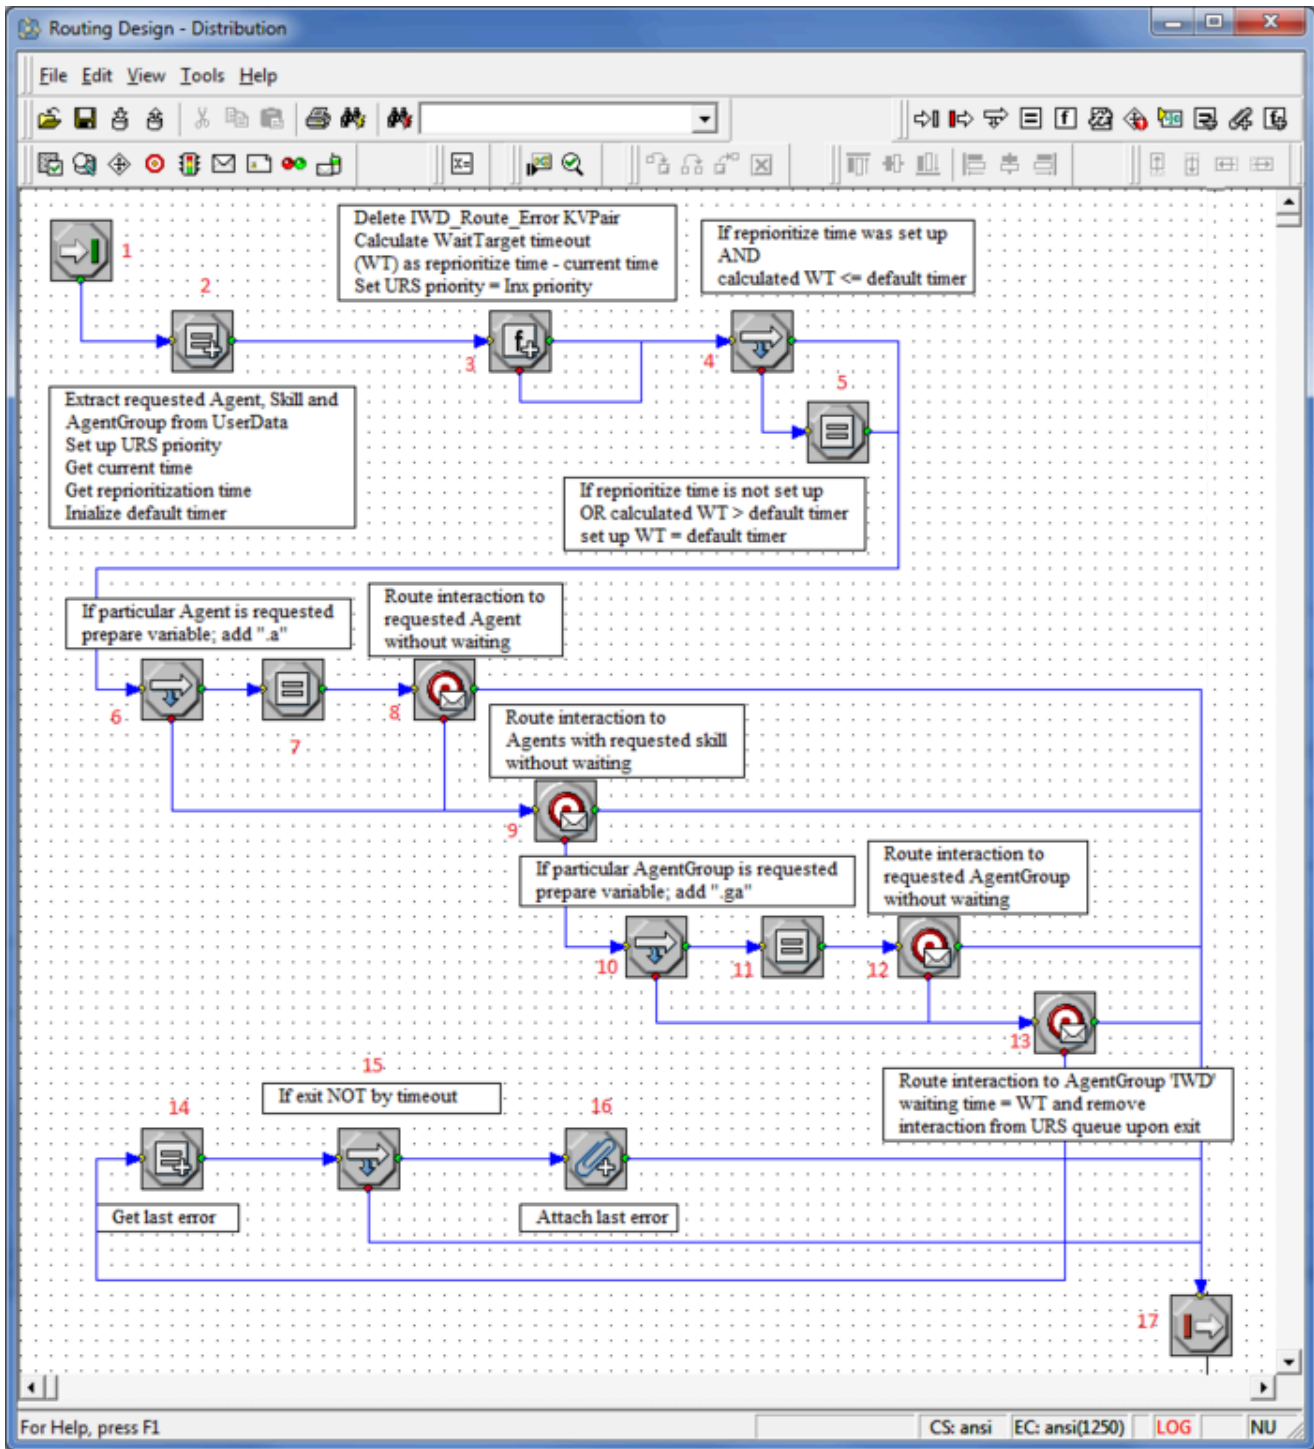 Routing Design - Distribution
File Edit View Tools Help
Delete IWD_Route_Error KVPair
Calculate WaitTarget timeout
(WT) as reprioritize time - current time
Set URS priority = Inx priority
If reprioritize time was set up
AND
calculated WT <= default timer
1
2
3
4
5
Extract requested Agent, Skill and
AgentGroup from UserData
Set up URS priority
Get current time
Get reprioritization time
Inialize default timer
If reprioritize time is not set up
OR calculated WT > default timer
set up WT = default timer
If particular Agent is requested
prepare variable; add ".a"
Route interaction to
requested Agent
without waiting
6
7
8
Route interaction to
Agents with requested skill
without waiting
9
If particular AgentGroup is requested
prepare variable; add ".ga"
Route interaction to
requested AgentGroup
without waiting
10
11
12
13
Route interaction to AgentGroup 'IWD'
waiting time = WT and remove
interaction from URS queue upon exit
15
If exit NOT by timeout
14
16
Get last error
Attach last error
17
For Help, press F1
CS: ansi
EC: ansi(1250)
LOG
NU